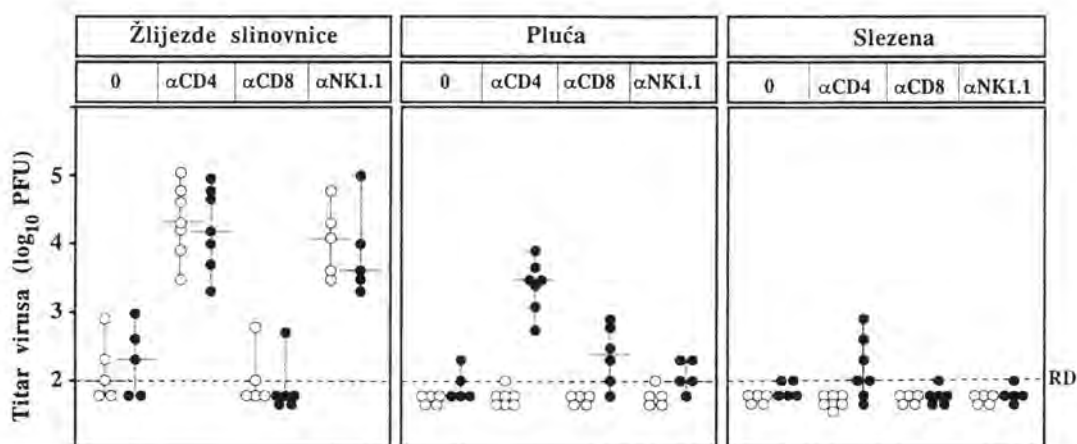 Žlijezde slinovnice
Pluća
Slezena
0 αCD4 αCD8 αNK1.1
0 αCD4 αCD8 αNK1.1
0 αCD4 αCD8 αNK1.1
Titar virusa (log10 PFU)
5
4
3
2
RD